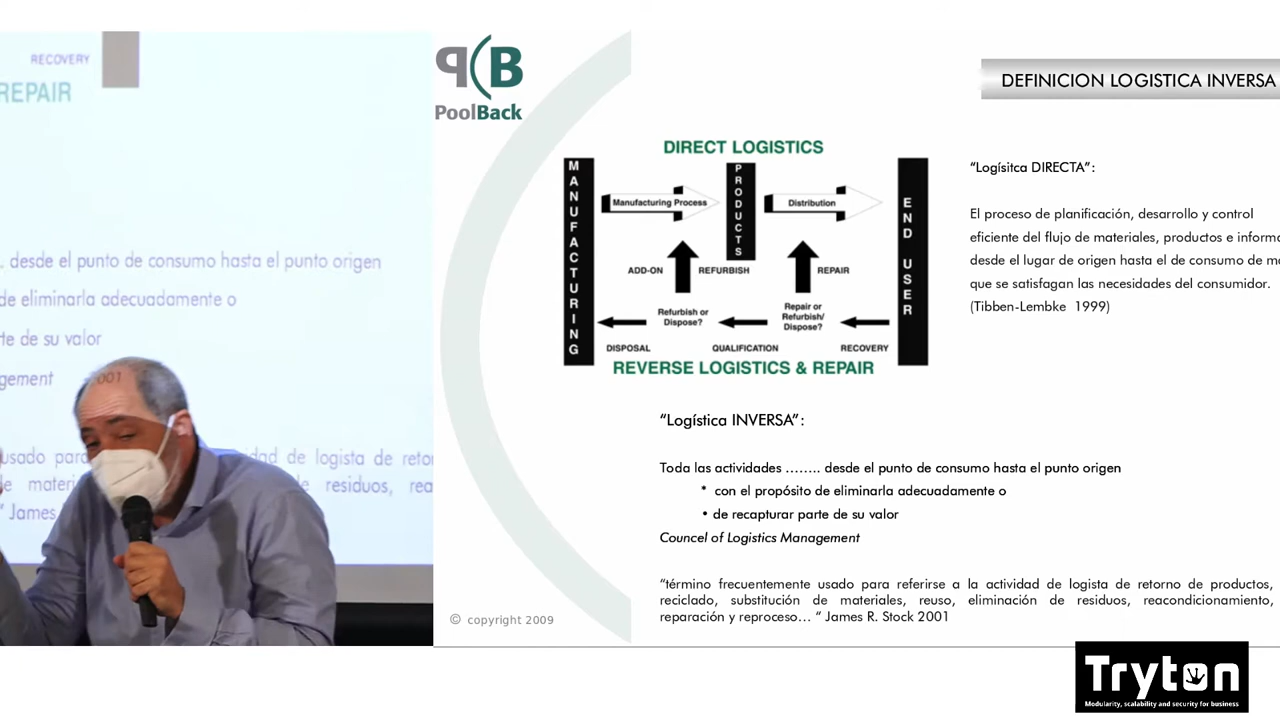 RECOVERY
REPAIR
desde el punto de consumo hasta el punto origen
de eliminarla adecuadamente o
de su valor
001
usado
de logista de
de residuos,
" James
P(B
PoolBack
DEFINICION LOGISTICA INVERSA
DIRECT LOGISTICS
MANUFACTURING
PRODUCTS
END USER
Manufacturing Process
Distribution
ADD-ON
REFURBISH
REPAIR
Refurbish or
Dispose?
Repair or
Refurbish/
Dispose?
DISPOSAL
QUALIFICATION
RECOVERY
REVERSE LOGISTICS & REPAIR
“Logísitca DIRECTA”:
El proceso de planificación, desarrollo y control
eficiente del flujo de materiales, productos e
desde el lugar de origen hasta el de consumo de
que se satisfagan las necesidades del consumidor.
(Tibben-Lembke 1999)
“Logística INVERSA”:
Toda las actividades …….. desde el punto de consumo hasta el punto origen
* con el propósito de eliminarla adecuadamente o
• de recapturar parte de su valor
Councel of Logistics Management
“término frecuentemente usado para referirse a la actividad de logista de retorno de productos,
reciclado, substitución de materiales, reuso, eliminación de residuos, reacondicionamiento,
reparación y reproceso… “ James R. Stock 2001
© copyright 2009
Tryton
Modularity, scalability and security for business